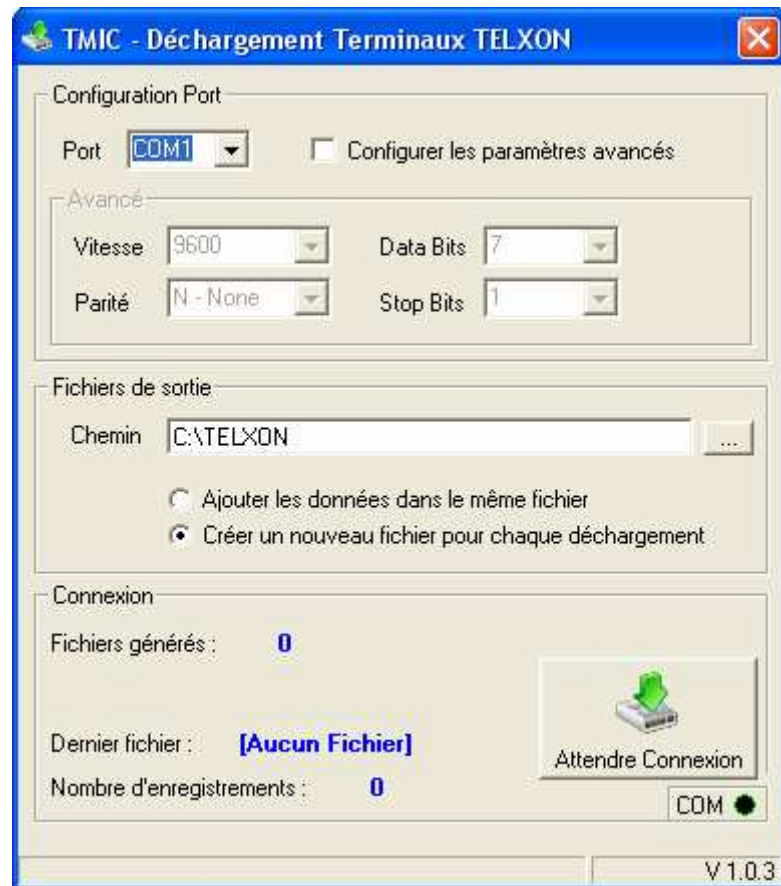 TMIC - Déchargement Terminaux TELXON
Configuration Port
Port COM1 Configurer les paramètres avancés
Avancé
Vitesse 9600 Data Bits 7
Parité N - None Stop Bits 1
Fichiers de sortie
Chemin C:\TELXON ...
Ajouter les données dans le même fichier
Créer un nouveau fichier pour chaque déchargement
Connexion
Fichiers générés : 0
Dernier fichier : [Aucun Fichier]
Attendre Connexion
Nombre d'enregistrements : 0
COM
V 1.0.3